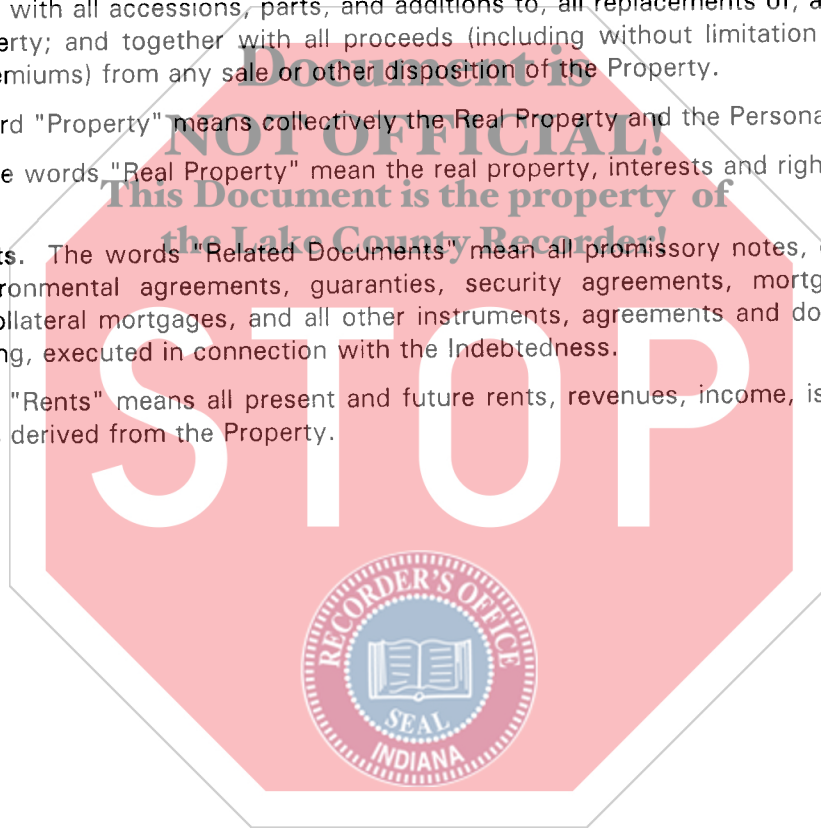 with all accessions, parts, and additions to, all replacements of, a
erty; and together with all proceeds (including without limitation
emiums) from any sale or other disposition of the Property.
rd "Property" means collectively the Real Property and the Persona
e words "Real Property" mean the real property, interests and righ
ts. The words "Related Documents" mean all promissory notes,
ronmental agreements, guaranties, security agreements, mortg
ollateral mortgages, and all other instruments, agreements and do
ng, executed in connection with the Indebtedness.
"Rents" means all present and future rents, revenues, income, is
derived from the Property.
Document is
NOT OFFICIAL!
This Document is the property of
the Lake County Recorder!
STOP
RECORDER'S OFFICE
SEAL
INDIANA